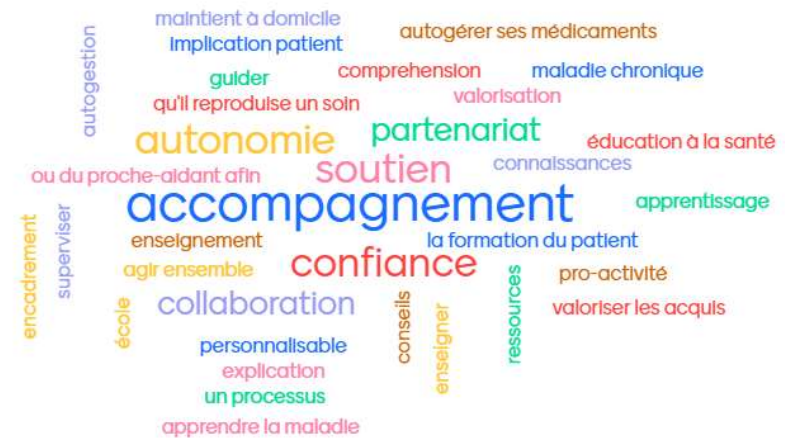 maintient à domicile
implication patient
autogérer ses médicaments
autogestion
guider
comprehension
maladie chronique
qu'il reproduise un soin
valorisation
autonomie
partenariat
éducation à la santé
ou du proche-aidant afin
soutien
connaissances
accompagnement
apprentissage
encadrement
superviser
enseignement
la formation du patient
agir ensemble
confiance
pro-activité
école
collaboration
conseils
enseigner
ressources
valoriser les acquis
personnalisable
explication
un processus
apprendre la maladie